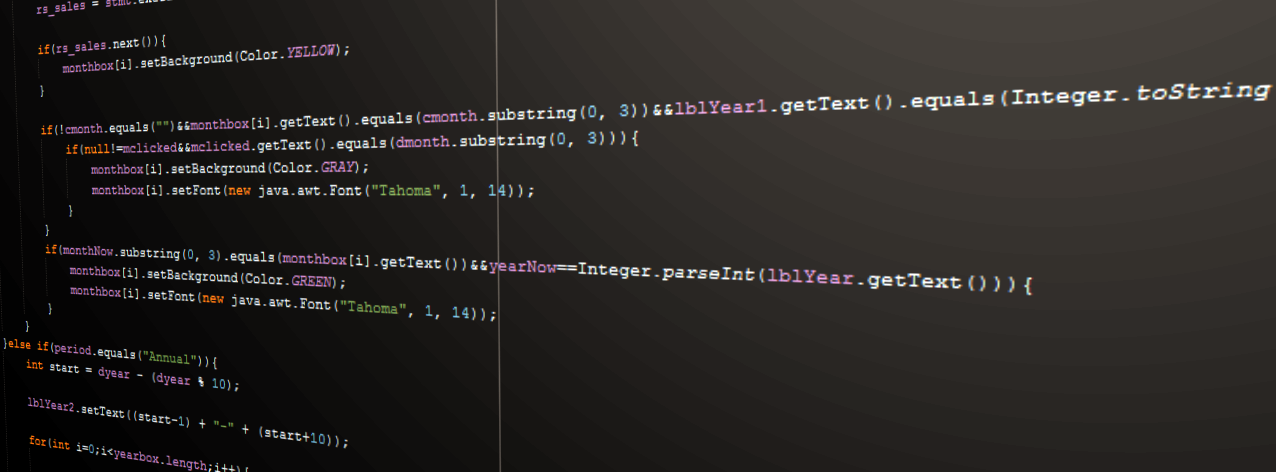 rs_sales = stmt.
if(rs_sales.next()){
monthbox[i].setBackground(Color.YELLOW);
}
if(!cmonth.equals("")&&monthbox[i].getText().equals(cmonth.substring(0, 3))&&lblYear1.getText().equals(Integer.toString
if(null!=mclicked&&mclicked.getText().equals(dmonth.substring(0, 3))){
monthbox[i].setBackground(Color.GRAY);
monthbox[i].setFont(new java.awt.Font("Tahoma", 1, 14));
}
}
if(monthNow.substring(0, 3).equals(monthbox[i].getText())&&yearNow==Integer.parseInt(lblYear.getText())){
monthbox[i].setBackground(Color.GREEN);
monthbox[i].setFont(new java.awt.Font("Tahoma", 1, 14));
}
}
}else if(period.equals("Annual")){
int start = dyear - (dyear % 10);
lblYear2.setText((start-1) + "-" + (start+10));
for(int i=0;i<yearbox.length;i++){